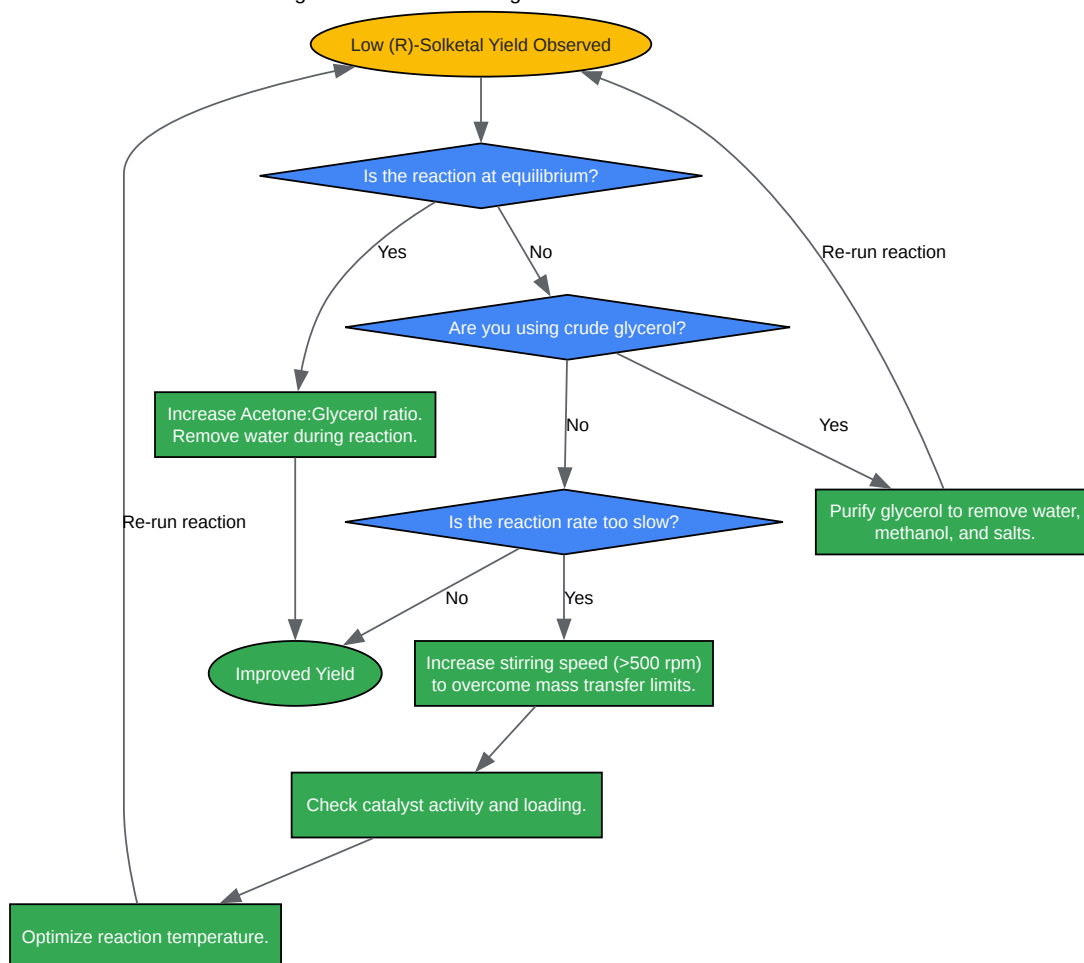 Low (R)-Solketal Yield Observed
Is the reaction at equilibrium?
Yes
No
Re-run reaction
Are you using crude glycerol?
Increase Acetone:Glycerol ratio.
Remove water during reaction.
No
Yes
Re-run reaction
Is the reaction rate too slow?
Purify glycerol to remove water,
methanol, and salts.
No
Yes
Improved Yield
Increase stirring speed (>500 rpm)
to overcome mass transfer limits.
Check catalyst activity and loading.
Optimize reaction temperature.